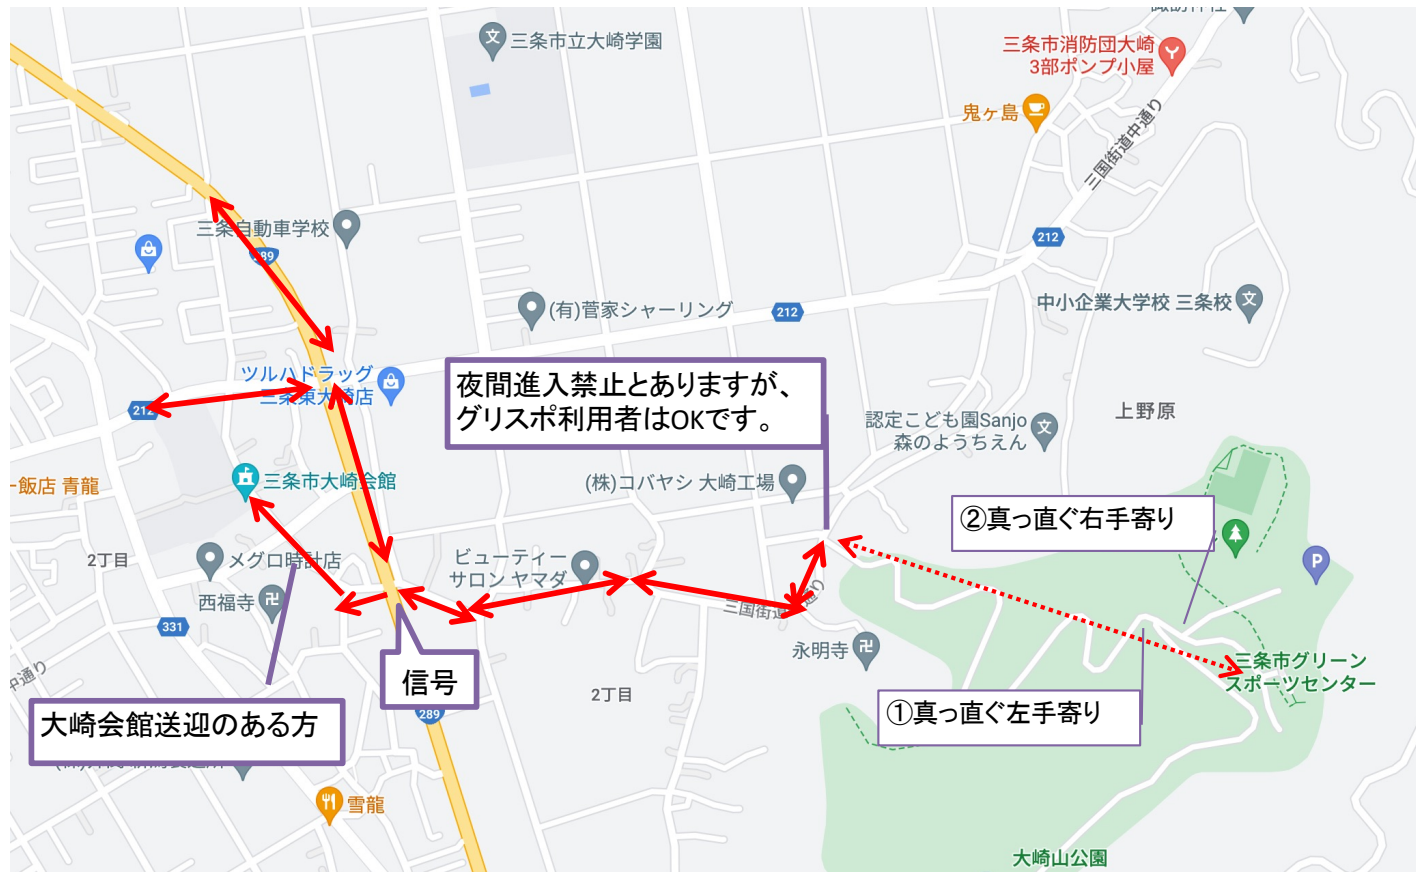 三条市立大崎学園
三条市消防団大崎
3部ポンプ小屋
鬼ヶ島
三国街道中通り
三条自動車学校
212
中小企業大学校 三条校
(有)菅家シャーリング
212
ツルハドラッグ
三条東大崎店
夜間進入禁止とありますが、
グリスポ利用者はOKです。
認定こども園Sanjo
森のようちえん
上野原
三条市大崎会館
(株)コバヤシ 大崎工場
飯店 青龍
②真っ直ぐ右手寄り
P
2丁目
メグロ時計店
ビューティー
サロン ヤマダ
西福寺
331
永明寺
三条市グリーン
スポーツセンター
信号
2丁目
①真っ直ぐ左手寄り
大崎会館送迎のある方
289
雪龍
大崎山公園